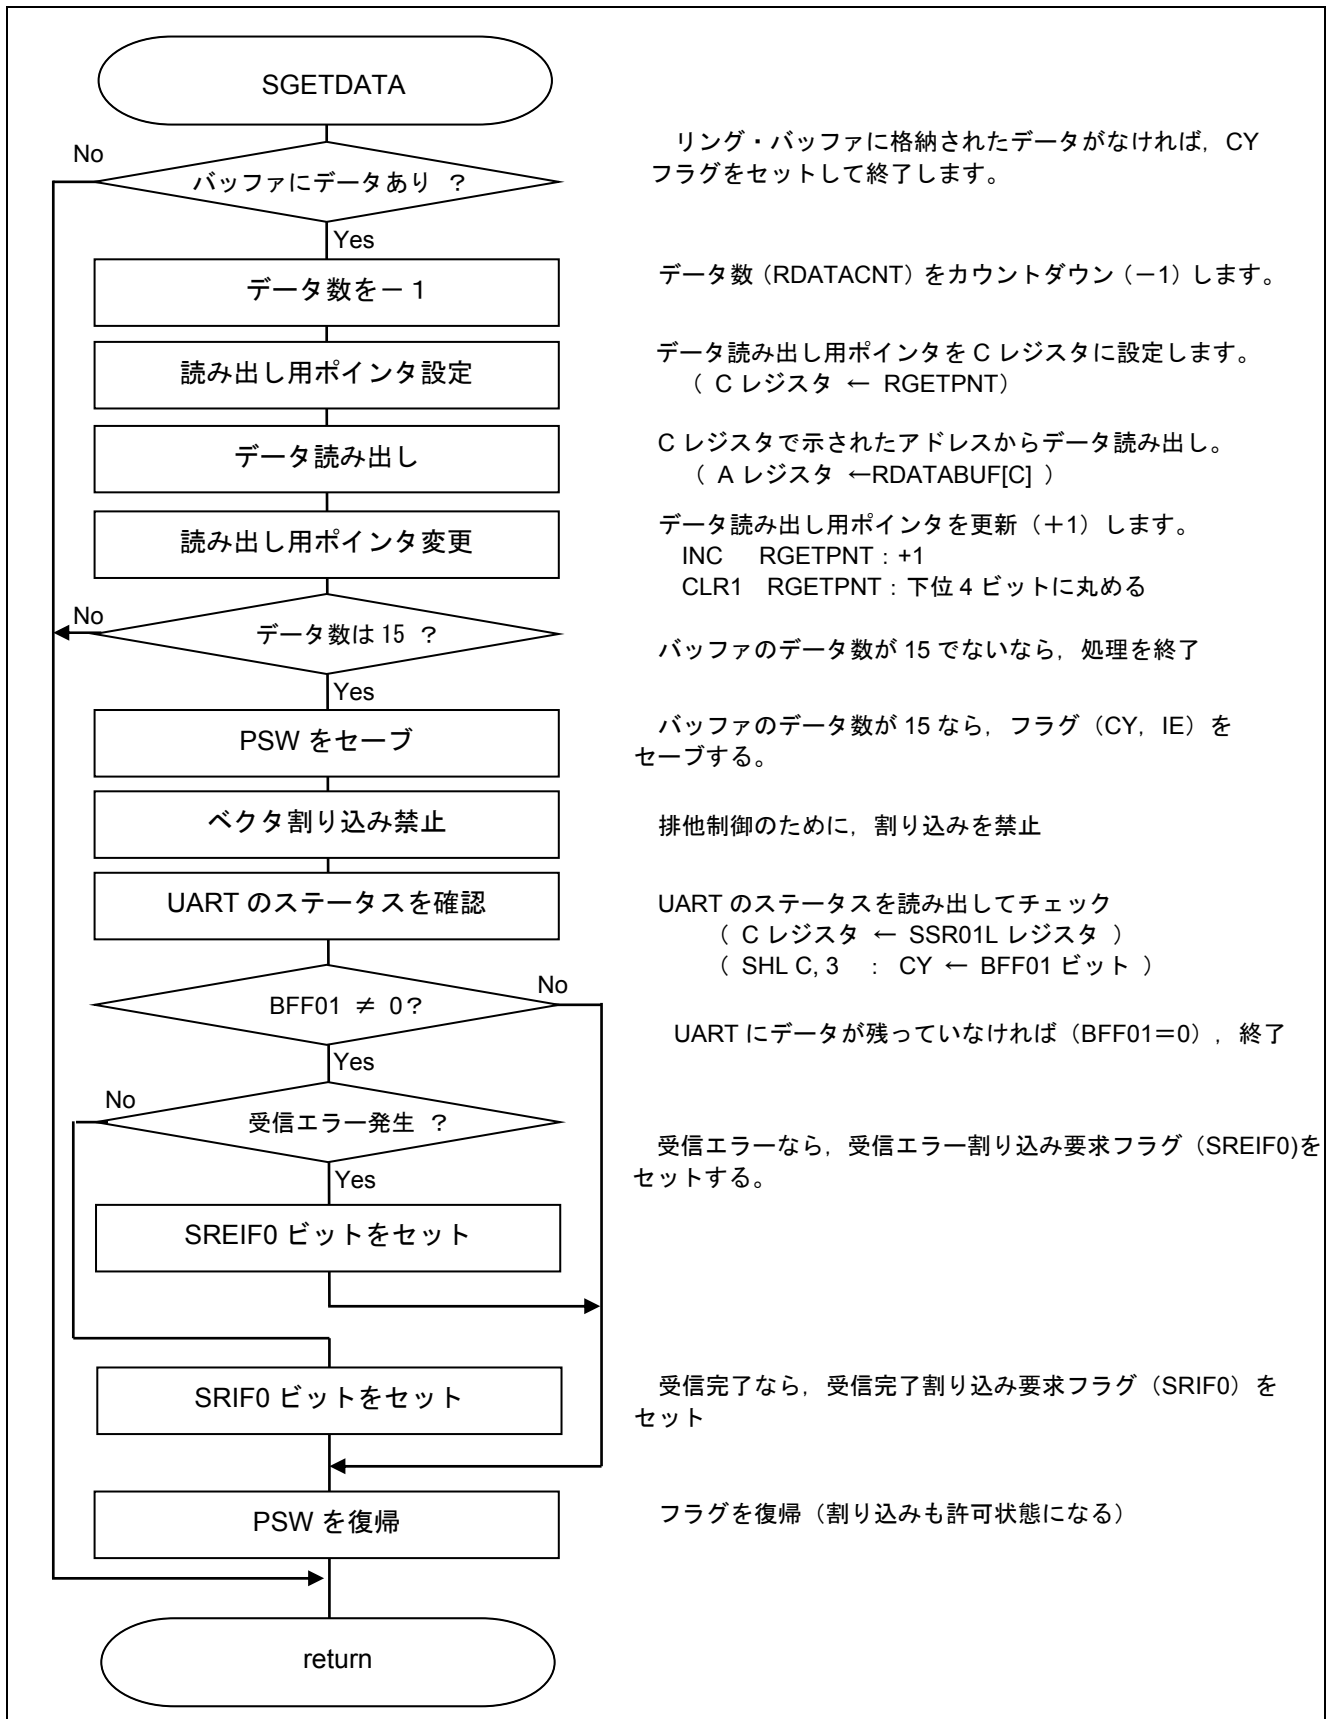 SGETDATA
No
バッファにデータあり ？
リング・バッファに格納されたデータがなければ，CY
フラグをセットして終了します。
Yes
データ数を－１
データ数（RDATACNT）をカウントダウン（－1）します。
読み出し用ポインタ設定
データ読み出し用ポインタを C レジスタに設定します。
（ C レジスタ ← RGETPNT）
データ読み出し
C レジスタで示されたアドレスからデータ読み出し。
（ A レジスタ ←RDATABUF[C] ）
読み出し用ポインタ変更
データ読み出し用ポインタを更新（＋1）します。
INC RGETPNT：+1
CLR1 RGETPNT：下位 4 ビットに丸める
No
データ数は 15 ？
バッファのデータ数が 15 でないなら，処理を終了
Yes
PSW をセーブ
バッファのデータ数が 15 なら，フラグ（CY，IE）を
セーブする。
ベクタ割り込み禁止
排他制御のために，割り込みを禁止
UART のステータスを確認
UART のステータスを読み出してチェック
（ C レジスタ ← SSR01L レジスタ ）
（ SHL C, 3 ： CY ← BFF01 ビット ）
BFF01 ≠ 0？
No
UART にデータが残っていなければ（BFF01＝0），終了
Yes
No
受信エラー発生 ？
受信エラーなら，受信エラー割り込み要求フラグ（SREIF0)を
セットする。
Yes
SREIF0 ビットをセット
SRIF0 ビットをセット
受信完了なら，受信完了割り込み要求フラグ（SRIF0）を
セット
PSW を復帰
フラグを復帰（割り込みも許可状態になる）
return